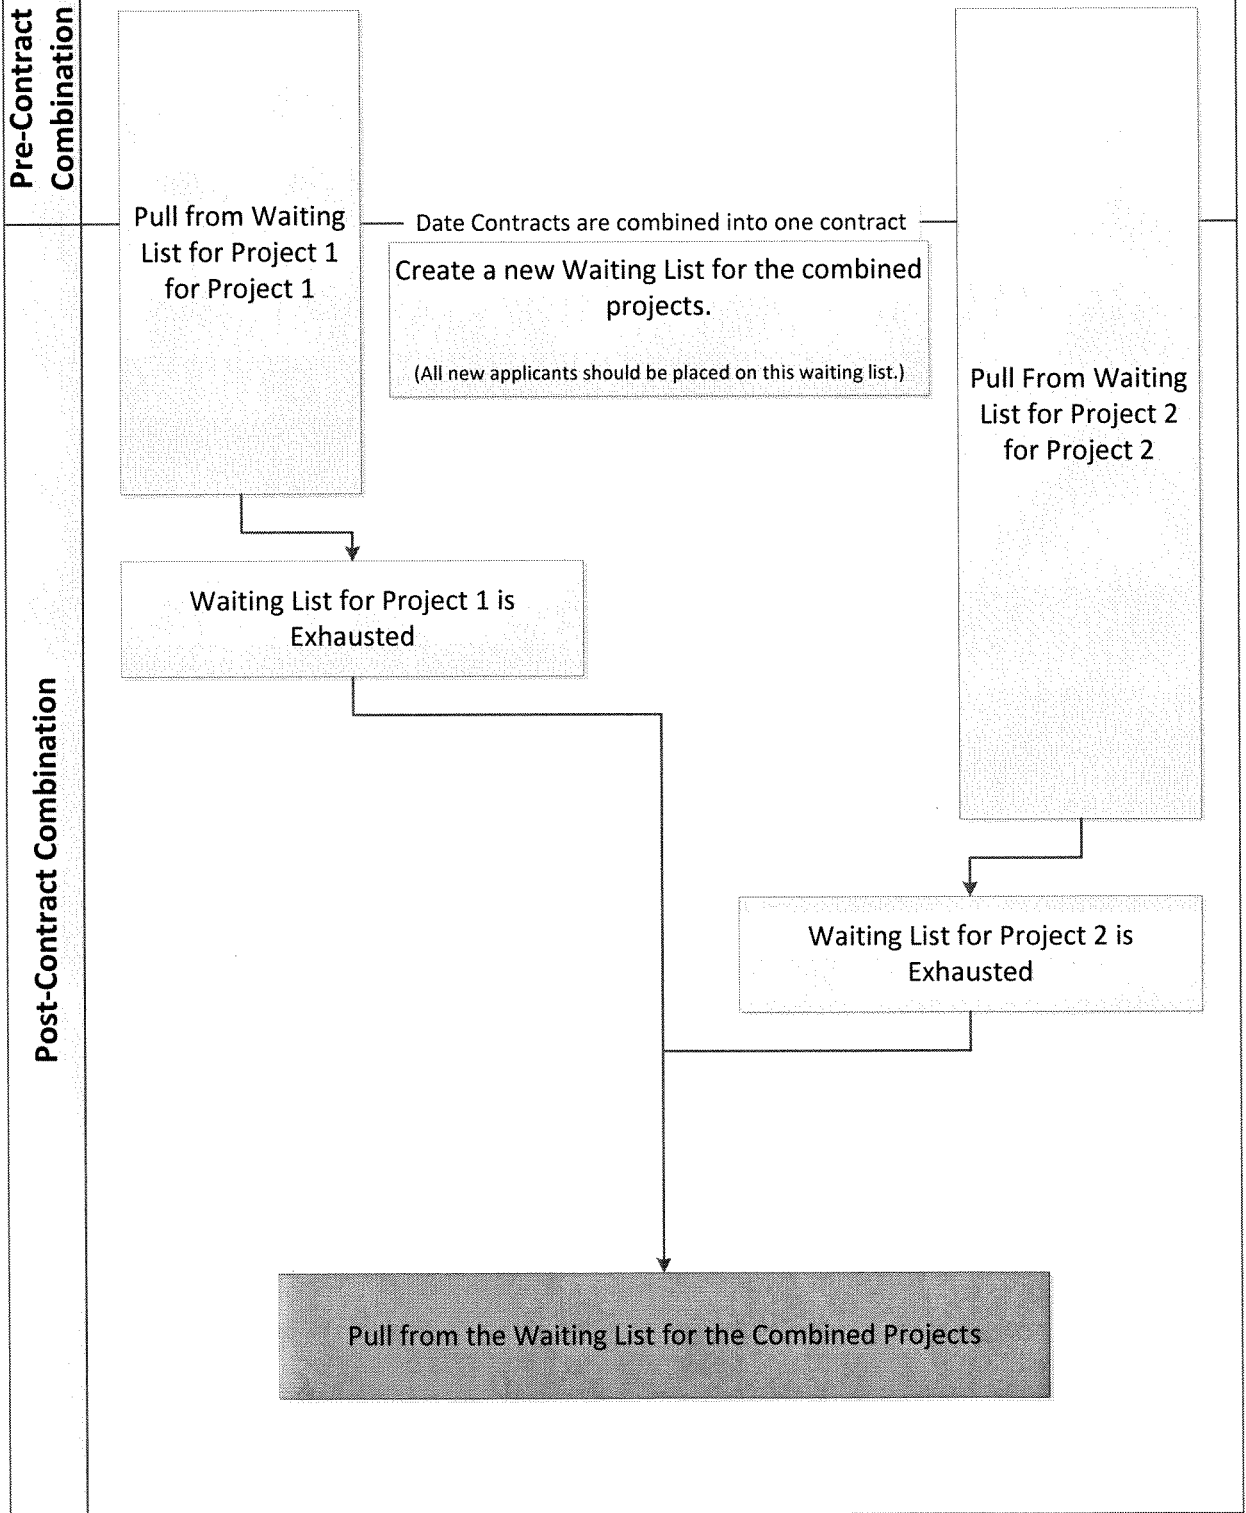 Pre-Contract
Combination
Pull from Waiting
List for Project 1
for Project 1
Date Contracts are combined into one contract
Create a new Waiting List for the combined
projects.
(All new applicants should be placed on this waiting list.)
Pull From Waiting
List for Project 2
for Project 2
Waiting List for Project 1 is
Exhausted
Post-Contract Combination
Waiting List for Project 2 is
Exhausted
Pull from the Waiting List for the Combined Projects